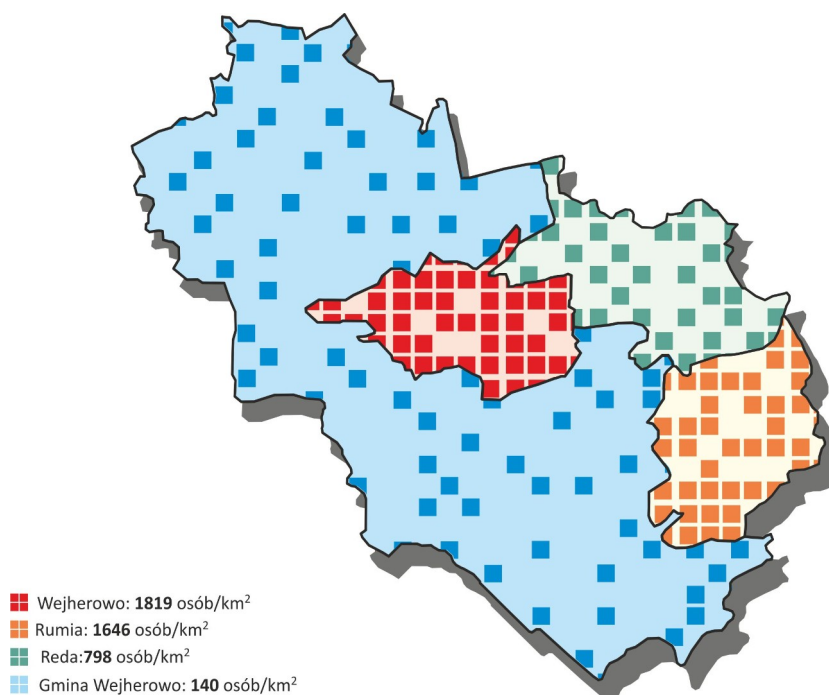 Wejherowo: 1819 osób/km²
Rumia: 1646 osób/km²
Reda:798 osób/km²
Gmina Wejherowo: 140 osób/km²